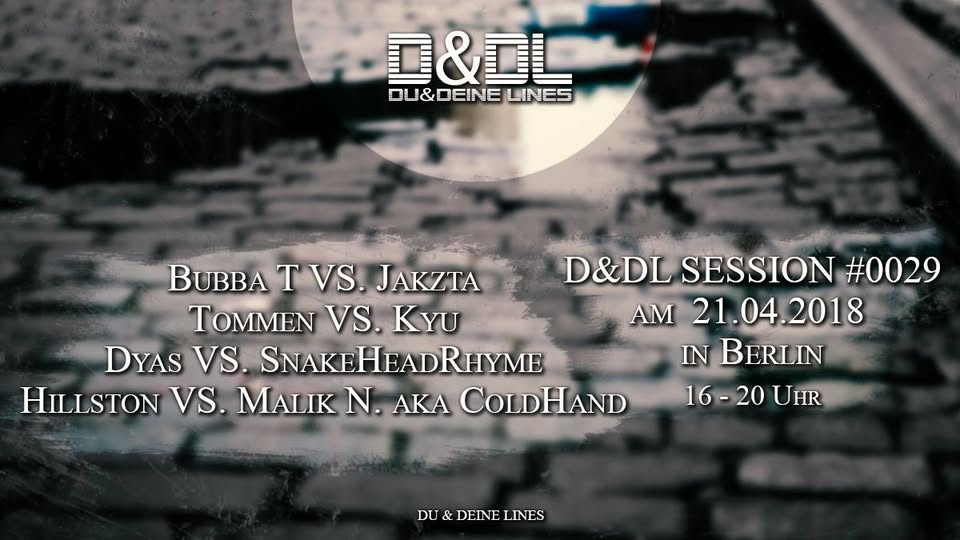 D&DL
DU&DEINE LINES
Bubba T VS. Jakzta
Tommen VS. Kyu
Dyas VS. SnakeHeadRhyme
Hillston VS. Malik N. aka ColdHand
D&DL SESSION #0029
am 21.04.2018
in Berlin
16 - 20 Uhr
DU & DEINE LINES